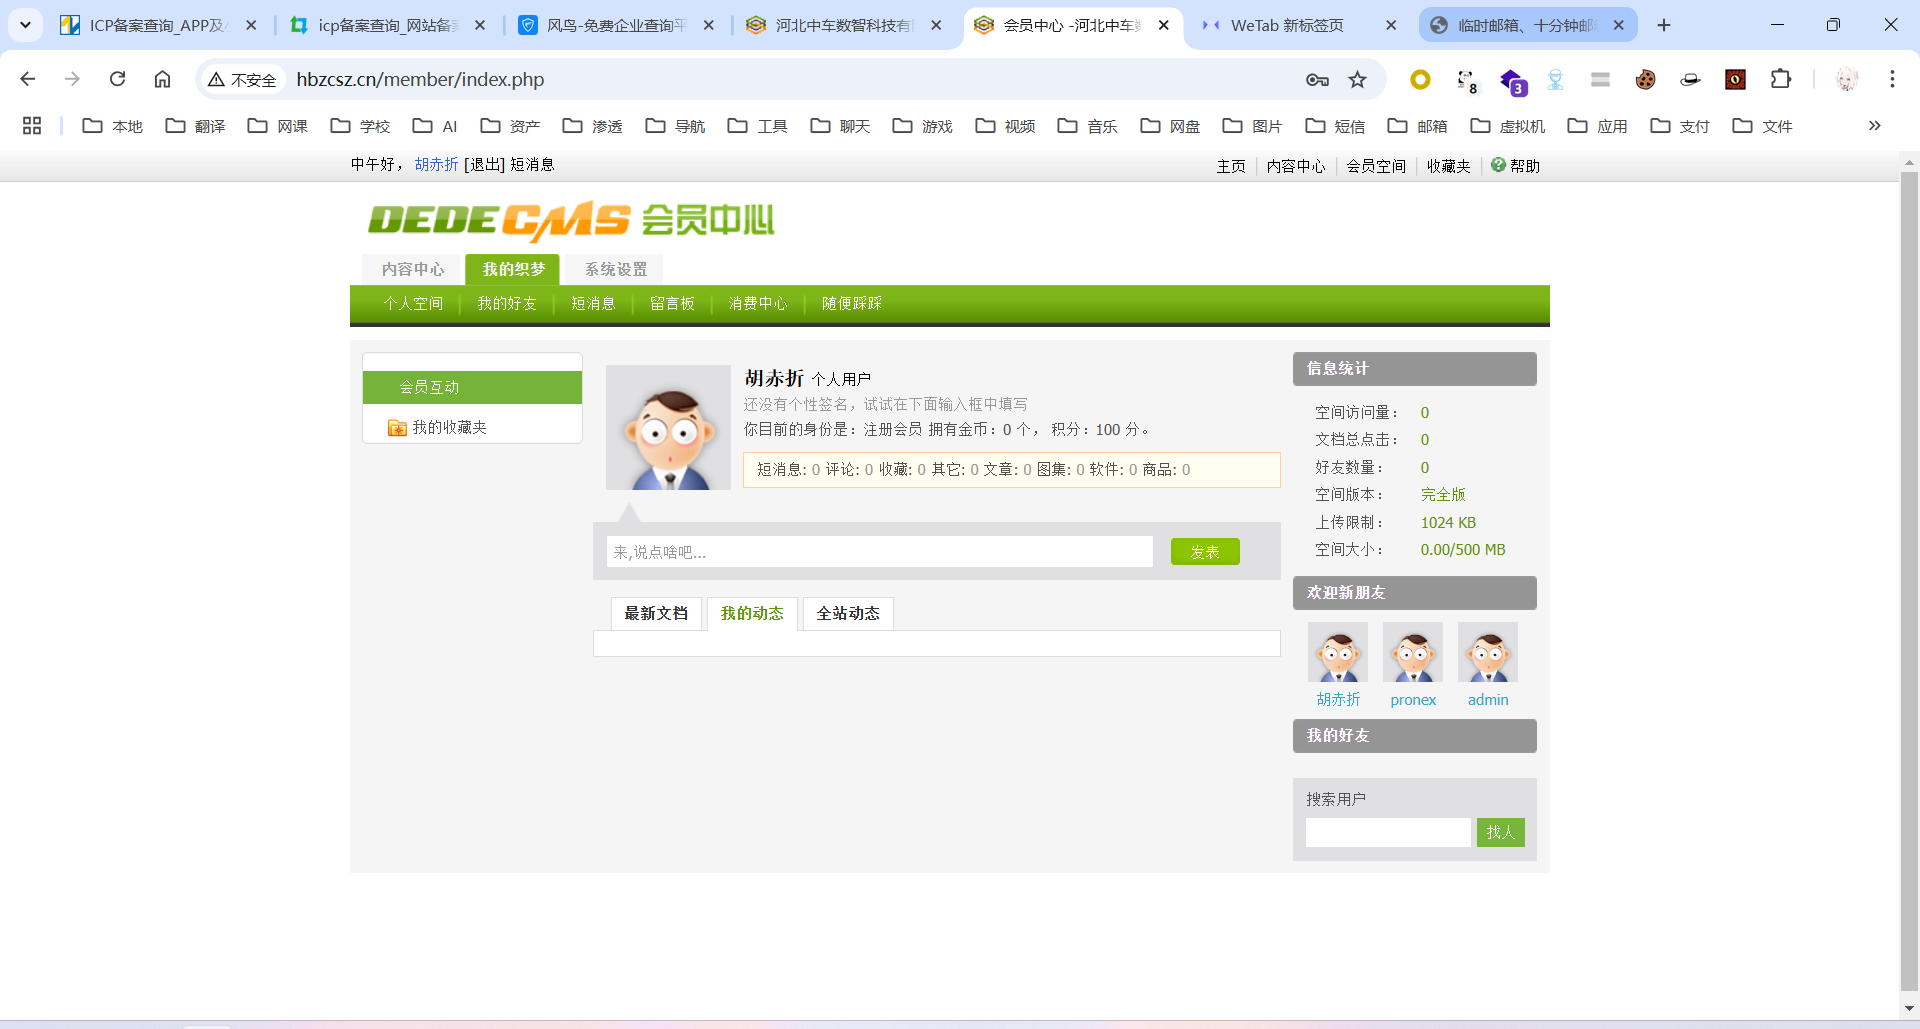 ICP备案查询_APP及小
icp备案查询_网站备案
风鸟-免费企业查询平
河北中车数智科技有限
会员中心 -河北中车数
WeTab 新标签页
临时邮箱、十分钟邮箱
不安全
hbzcsz.cn/member/index.php
8
3
本地
翻译
网课
学校
AI
资产
渗透
导航
工具
聊天
游戏
视频
音乐
网盘
图片
短信
邮箱
虚拟机
应用
支付
文件
中午好， 胡赤折 [退出] 短消息
主页 内容中心 会员空间 收藏夹 帮助
DEDECMS 会员中心
内容中心 我的织梦 系统设置
个人空间 我的好友 短消息 留言板 消费中心 随便踩踩
会员互动
我的收藏夹
胡赤折 个人用户
还没有个性签名，试试在下面输入框中填写
你目前的身份是：注册会员 拥有金币：0 个， 积分：100 分。
短消息: 0 评论: 0 收藏: 0 其它: 0 文章: 0 图集: 0 软件: 0 商品: 0
来,说点啥吧...
发表
最新文档 我的动态 全站动态
信息统计
空间访问量： 0
文档总点击： 0
好友数量： 0
空间版本： 完全版
上传限制： 1024 KB
空间大小： 0.00/500 MB
欢迎新朋友
胡赤折 pronex admin
我的好友
搜索用户
找人